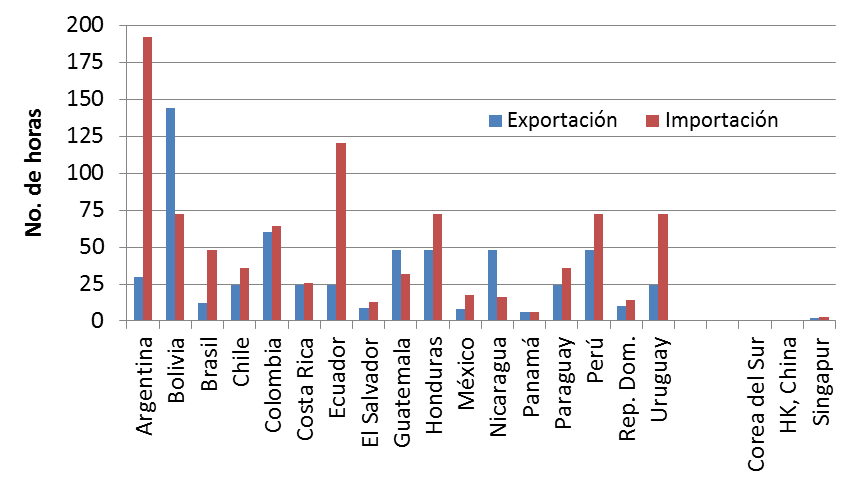 No. de horas
200
175
150
125
100
75
50
25
0
Exportación
Importación
Argentina
Bolivia
Brasil
Chile
Colombia
Costa Rica
Ecuador
El Salvador
Guatemala
Honduras
México
Nicaragua
Panamá
Paraguay
Perú
Rep. Dom.
Uruguay
Corea del Sur
HK, China
Singapur